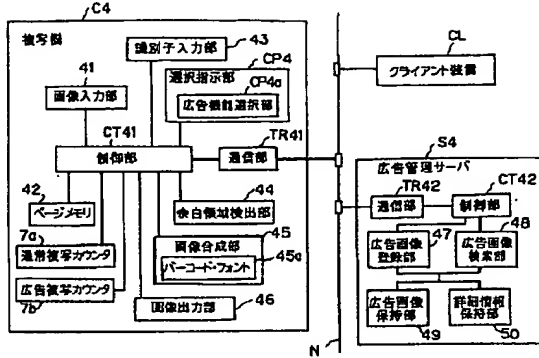 C4
複写機
識別子入力部
43
41
画像入力部
選択指示部
CP4
CP4a
広告機能選択部
CT41
制御部
TR41
通信部
42
ページメモリ
7a
通常複写カウンタ
広告複写カウンタ
7b
44
余白領域検出部
45
画像合成部
45a
バーコード・フォント
画像出力部
46
CL
クライアント装置
S4
広告管理サーバ
TR42
通信部
CT42
制御部
広告画像登録部
47
広告画像検索部
48
広告画像保持部
49
詳細情報保持部
50
N